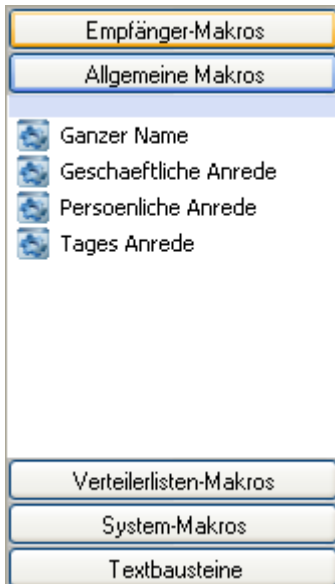 Empfänger-Makros
Allgemeine Makros
Ganzer Name
Geschaeftliche Anrede
Persoenliche Anrede
Tages Anrede
Verteilerlisten-Makros
System-Makros
Textbausteine